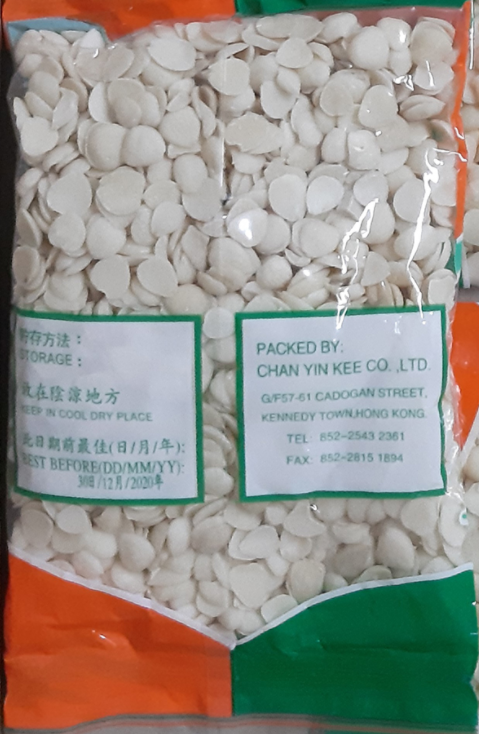 貯存方法：
STORAGE :
放在陰涼地方
KEEP IN COOL DRY PLACE
此日期前最佳(日/月/年):
BEST BEFORE(DD/MM/YY):
30日/12月/2020年
PACKED BY:
CHAN YIN KEE CO. ,LTD.
G/F57-61 CADOGAN STREET,
KENNEDY TOWN,HONG KONG.
TEL: 852-2543 2361
FAX: 852-2815 1894